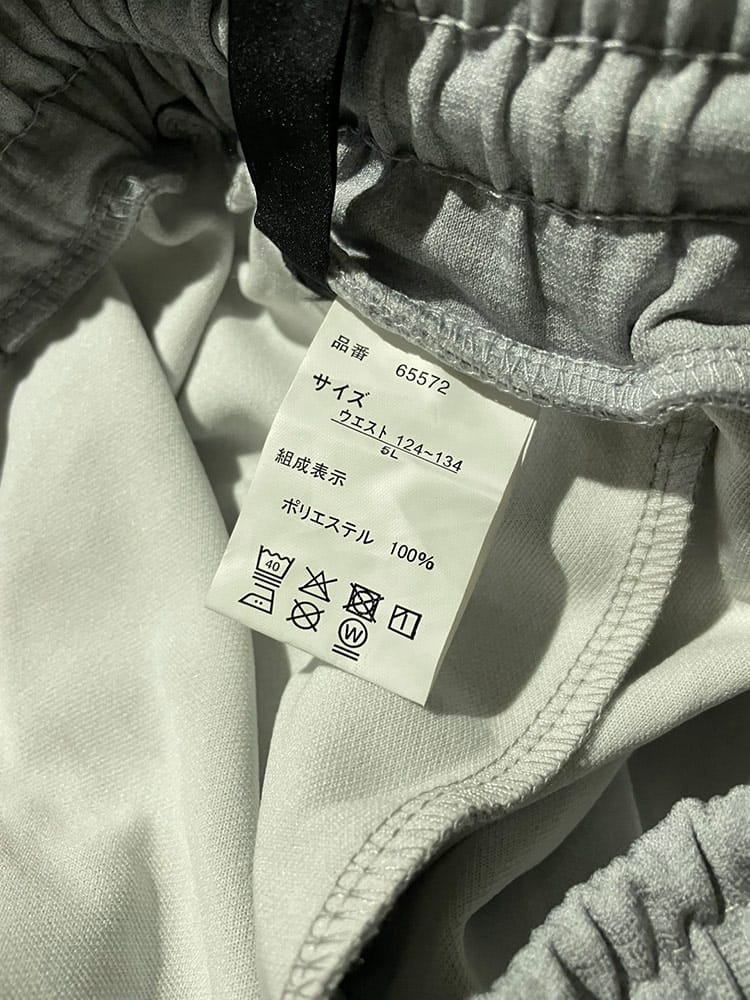 品番 65572
サイズ
ウエスト 124~134
5L
組成表示
ポリエステル 100%
40
W